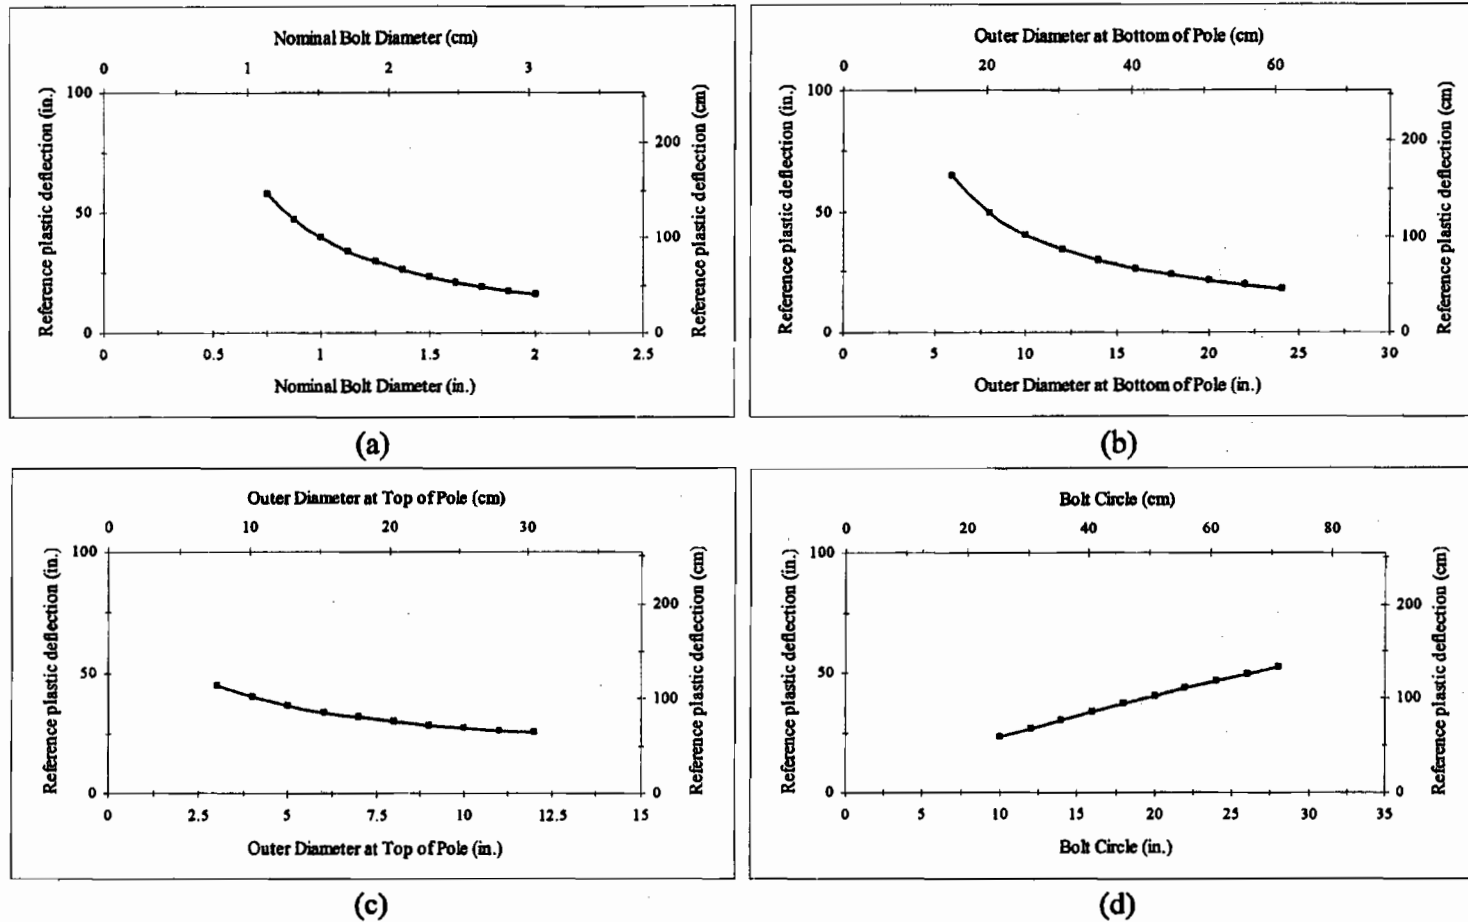 Nominal Bolt Diameter (cm)
0 1 2 3
Reference plastic deflection (in.)
100
50
0
Reference plastic deflection (cm)
200
100
0
0 0.5 1 1.5 2 2.5
Nominal Bolt Diameter (in.)
(a)
Outer Diameter at Bottom of Pole (cm)
0 20 40 60
Reference plastic deflection (in.)
100
50
0
Reference plastic deflection (cm)
200
100
0
0 5 10 15 20 25 30
Outer Diameter at Bottom of Pole (in.)
(b)
Outer Diameter at Top of Pole (cm)
0 10 20 30
Reference plastic deflection (in.)
100
50
0
Reference plastic deflection (cm)
200
100
0
0 2.5 5 7.5 10 12.5 15
Outer Diameter at Top of Pole (in.)
(c)
Bolt Circle (cm)
0 20 40 60 80
Reference plastic deflection (in.)
100
50
0
Reference plastic deflection (cm)
200
100
0
0 5 10 15 20 25 30 35
Bolt Circle (in.)
(d)